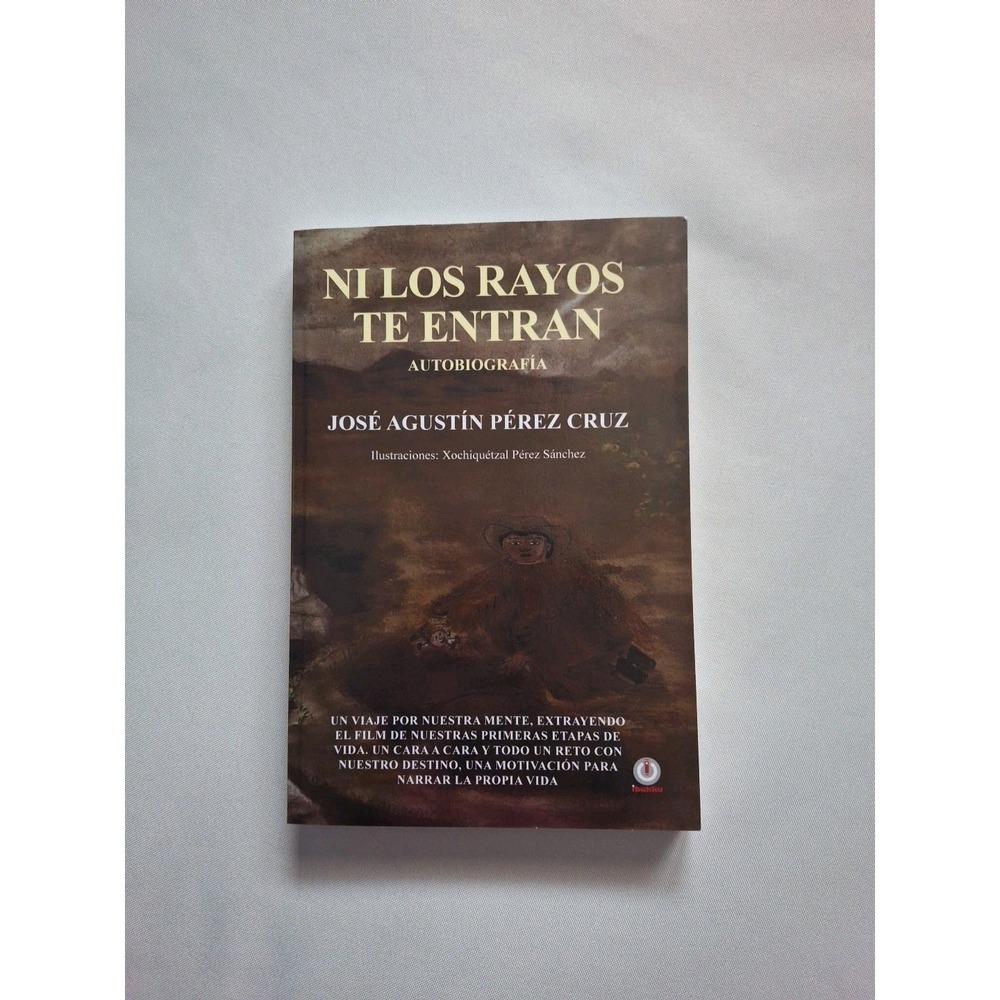 NI LOS RAYOS
TE ENTRAN
AUTOBIOGRAFÍA
JOSÉ AGUSTÍN PÉREZ CRUZ
Ilustraciones: Xochiquétzal Pérez Sánchez
UN VIAJE POR NUESTRA MENTE, EXTRAYENDO
EL FILM DE NUESTRAS PRIMERAS ETAPAS DE
VIDA. UN CARA A CARA Y TODO UN RETO CON
NUESTRO DESTINO, UNA MOTIVACIÓN PARA
NARRAR LA PROPIA VIDA
ibukku